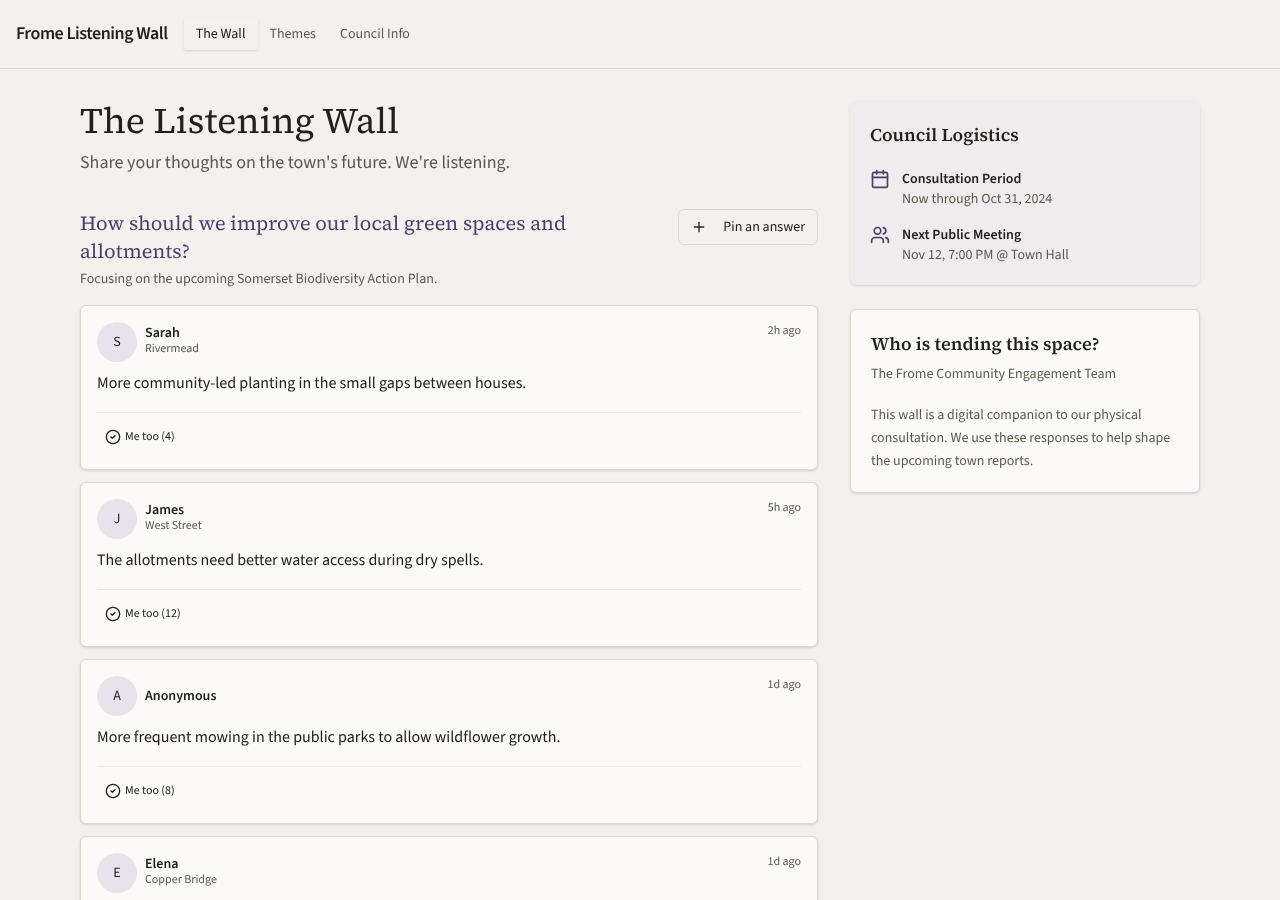 Frome Listening Wall
The Wall
Themes
Council Info
The Listening Wall
Share your thoughts on the town's future. We're listening.
How should we improve our local green spaces and
allotments?
Focusing on the upcoming Somerset Biodiversity Action Plan.
Pin an answer
S
Sarah
Rivermead
2h ago
More community-led planting in the small gaps between houses.
Me too (4)
J
James
West Street
5h ago
The allotments need better water access during dry spells.
Me too (12)
A
Anonymous
1d ago
More frequent mowing in the public parks to allow wildflower growth.
Me too (8)
E
Elena
Copper Bridge
1d ago
Council Logistics
Consultation Period
Now through Oct 31, 2024
Next Public Meeting
Nov 12, 7:00 PM @ Town Hall
Who is tending this space?
The Frome Community Engagement Team
This wall is a digital companion to our physical
consultation. We use these responses to help shape
the upcoming town reports.